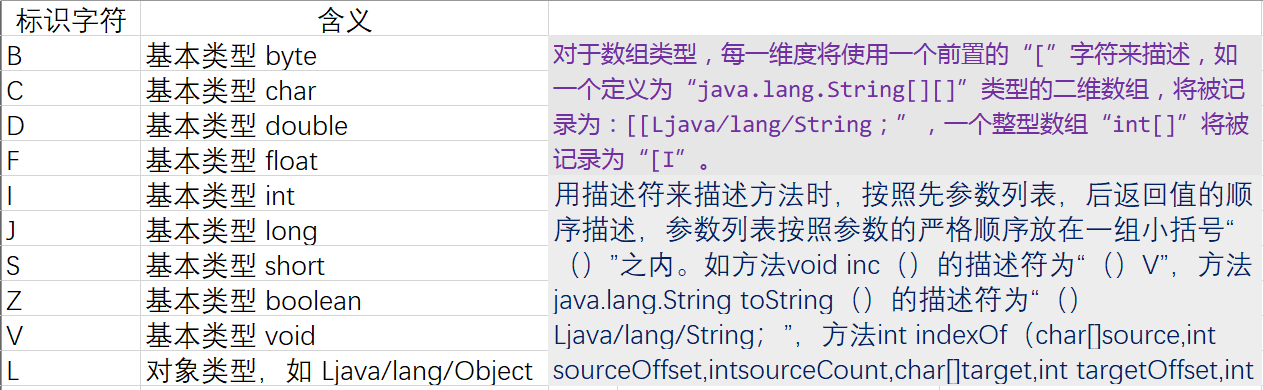 标识字符 含义
B 基本类型 byte
C 基本类型 char
D 基本类型 double
F 基本类型 float
I 基本类型 int
J 基本类型 long
S 基本类型 short
Z 基本类型 boolean
V 基本类型 void
L 对象类型，如 Ljava/lang/Object
对于数组类型，每一维度将使用一个前置的“[”字符来描述，如
一个定义为“java.lang.String[][]”类型的二维数组，将被记
录为：[[Ljava/lang/String；”，一个整型数组“int[]”将被
记录为“[I”。
用描述符来描述方法时，按照先参数列表，后返回值的顺
序描述，参数列表按照参数的严格顺序放在一组小括号“
（）”之内。如方法void inc（）的描述符为“（）V”，方法
java.lang.String toString（）的描述符为“（）
Ljava/lang/String；”，方法int indexOf（char[]source,int
sourceOffset,intsourceCount,char[]target,int targetOffset,int